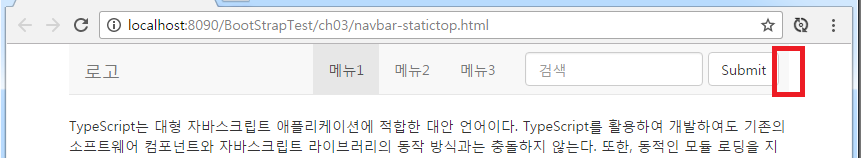 localhost:8090/BootStrapTest/ch03/navbar-statictop.html
로고 메뉴1 메뉴2 메뉴3 검색 Submit
TypeScript는 대형 자바스크립트 애플리케이션에 적합한 대안 언어이다. TypeScript를 활용하여 개발하여도 기존의
소프트웨어 컴포넌트와 자바스크립트 라이브러리의 동작 방식과는 충돌하지 않는다. 또한, 동적인 모듈 로딩을 지